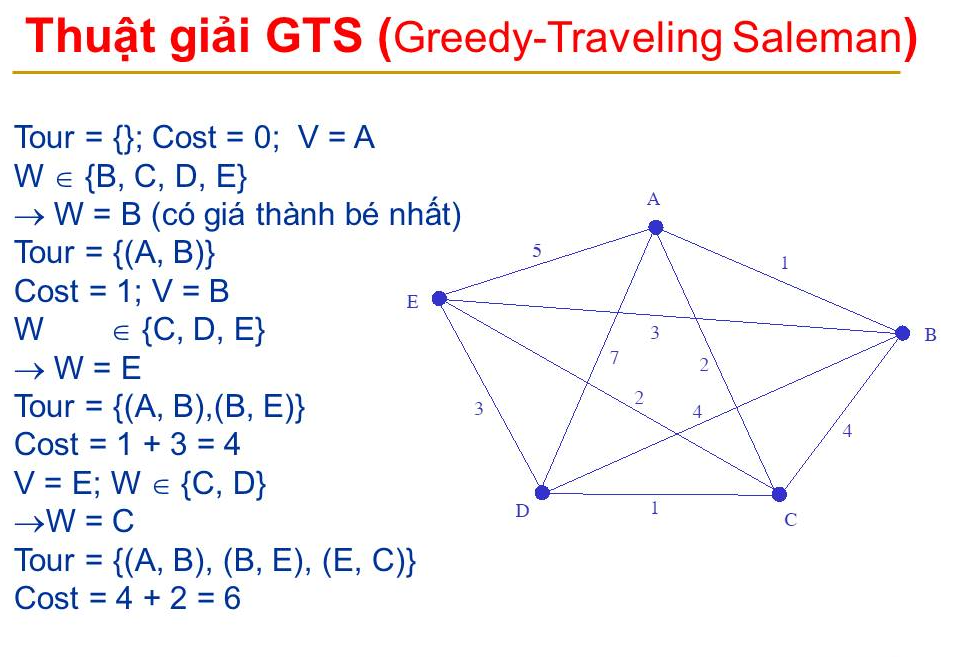 Thuật giải GTS (Greedy-Traveling Saleman)
Tour = {}; Cost = 0; V = A
W ∈ {B, C, D, E}
→ W = B (có giá thành bé nhất)
Tour = {(A, B)}
Cost = 1; V = B
W ∈ {C, D, E}
→ W = E
Tour = {(A, B),(B, E)}
Cost = 1 + 3 = 4
V = E; W ∈ {C, D}
→W = C
Tour = {(A, B), (B, E), (E, C)}
Cost = 4 + 2 = 6
A
5
1
E
3
B
7
2
2
3
4
4
D
1
C